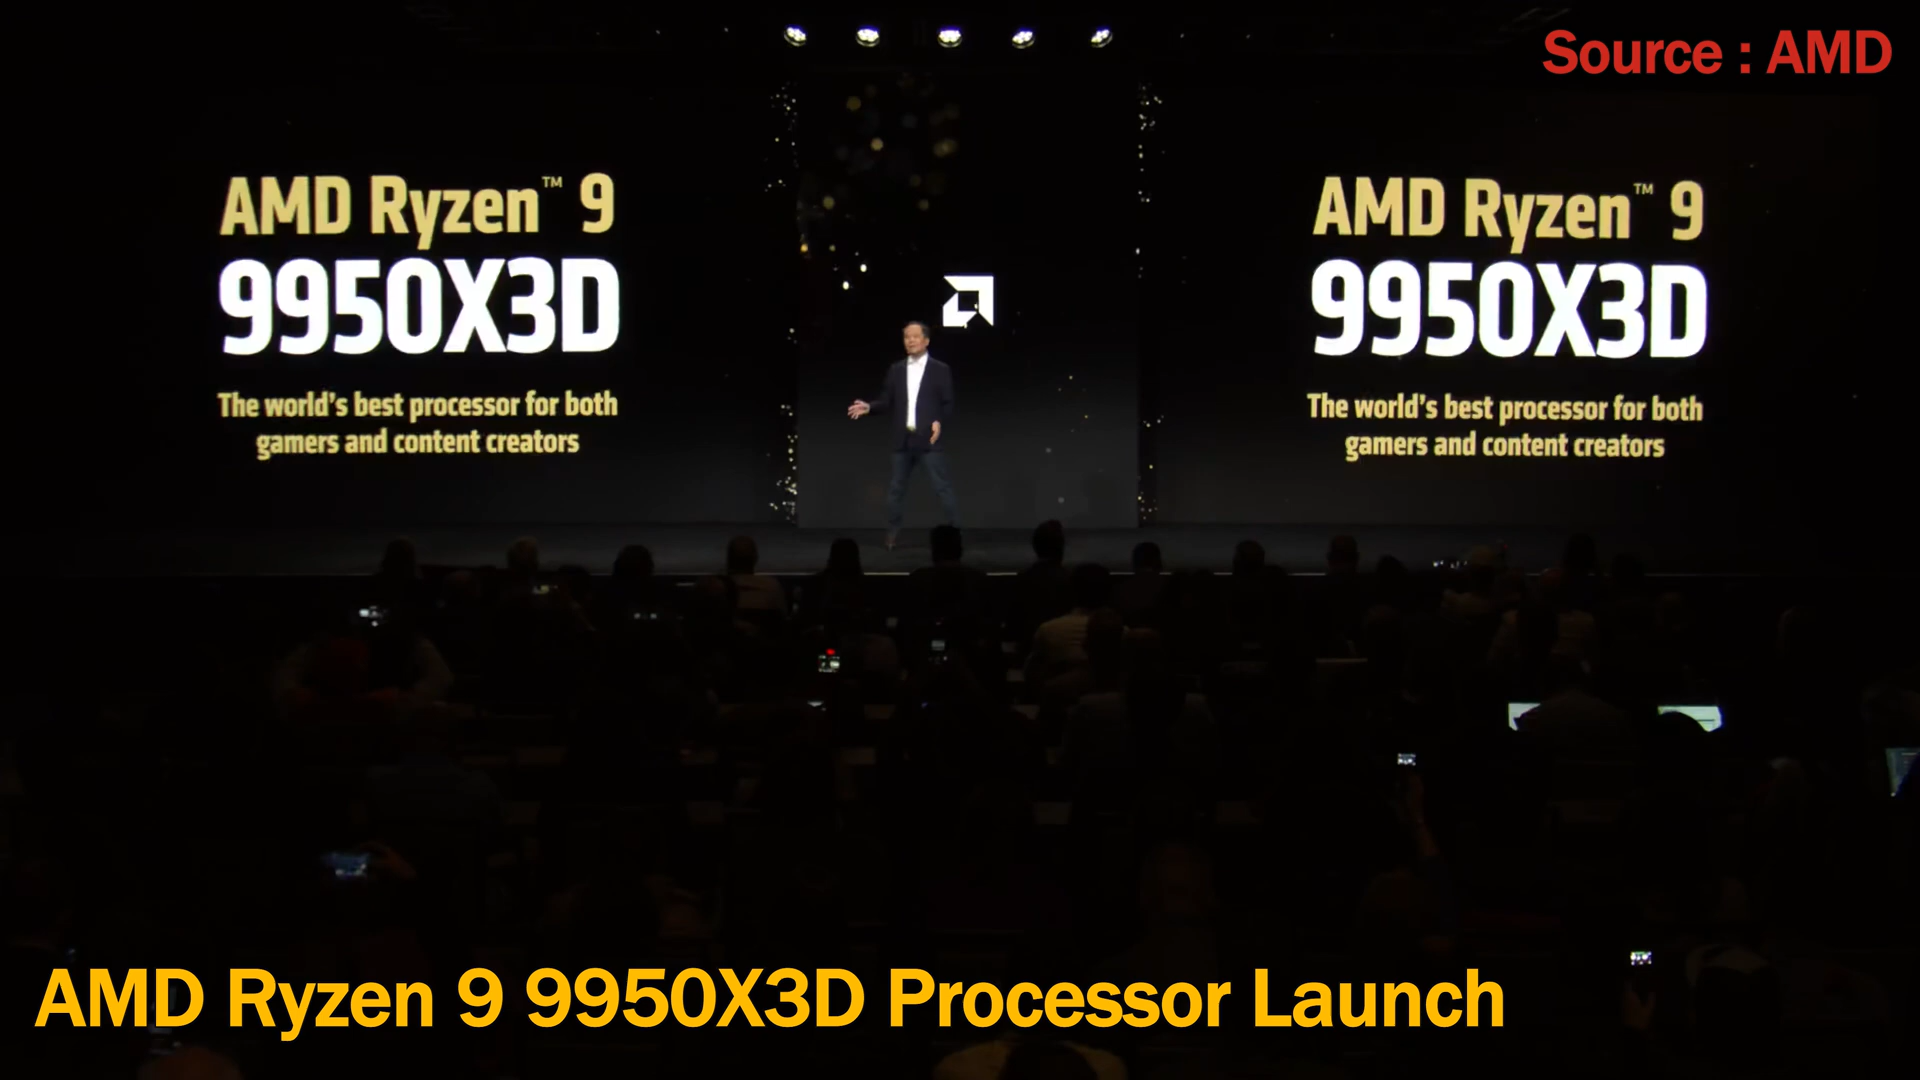 Source : AMD
AMD Ryzen™ 9
9950X3D
The world's best processor for both
gamers and content creators
AMD Ryzen™ 9
9950X3D
The world's best processor for both
gamers and content creators
AMD Ryzen 9 9950X3D Processor Launch